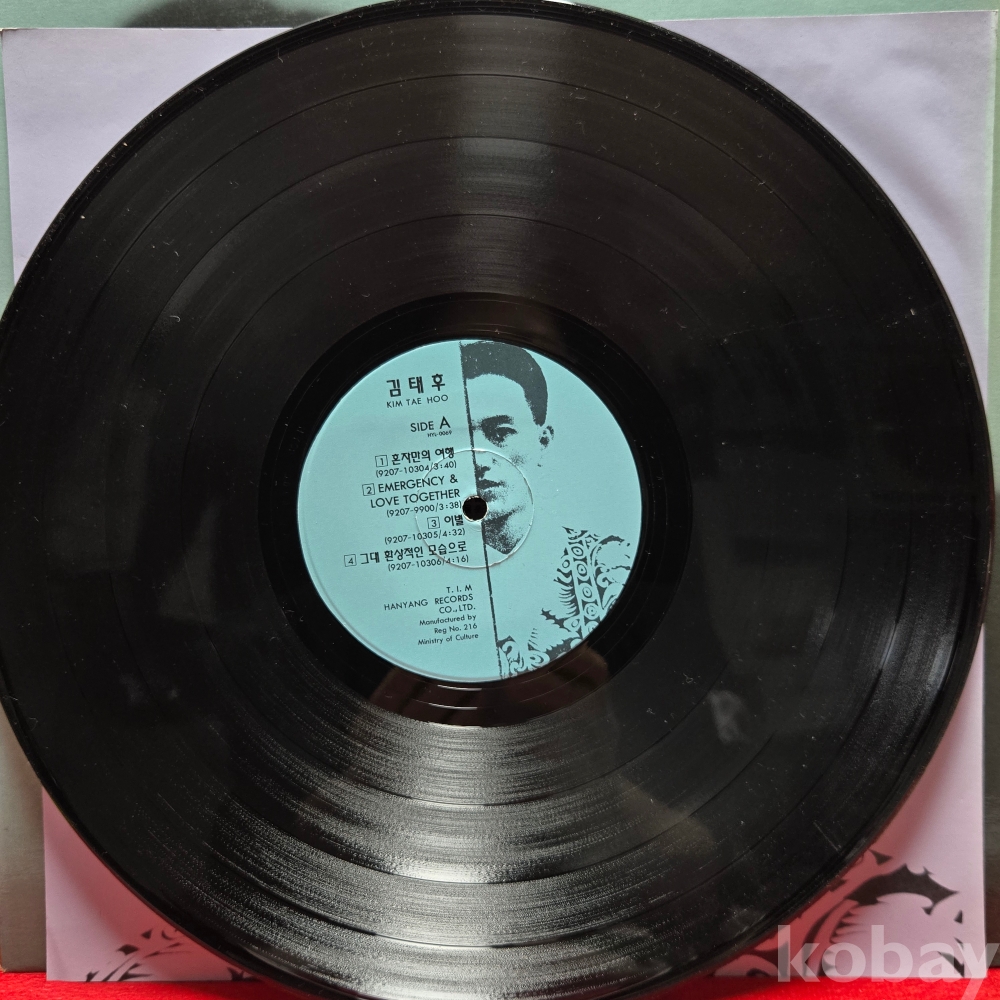 김태후
KIM TAE HOO
SIDE A
HYL-0069
1 혼자만의 여행
(9207-10304/3:40)
2 EMERGENCY &
LOVE TOGETHER
(9207-9900/3:38)
3 이별
(9207-10305/4:32)
4 그대 환상적인 모습으로
(9207-10306/4:16)
T. I. M
HANYANG RECORDS
CO.,LTD.
Manufactured by
Reg No. 216
Ministry of Culture
kobay